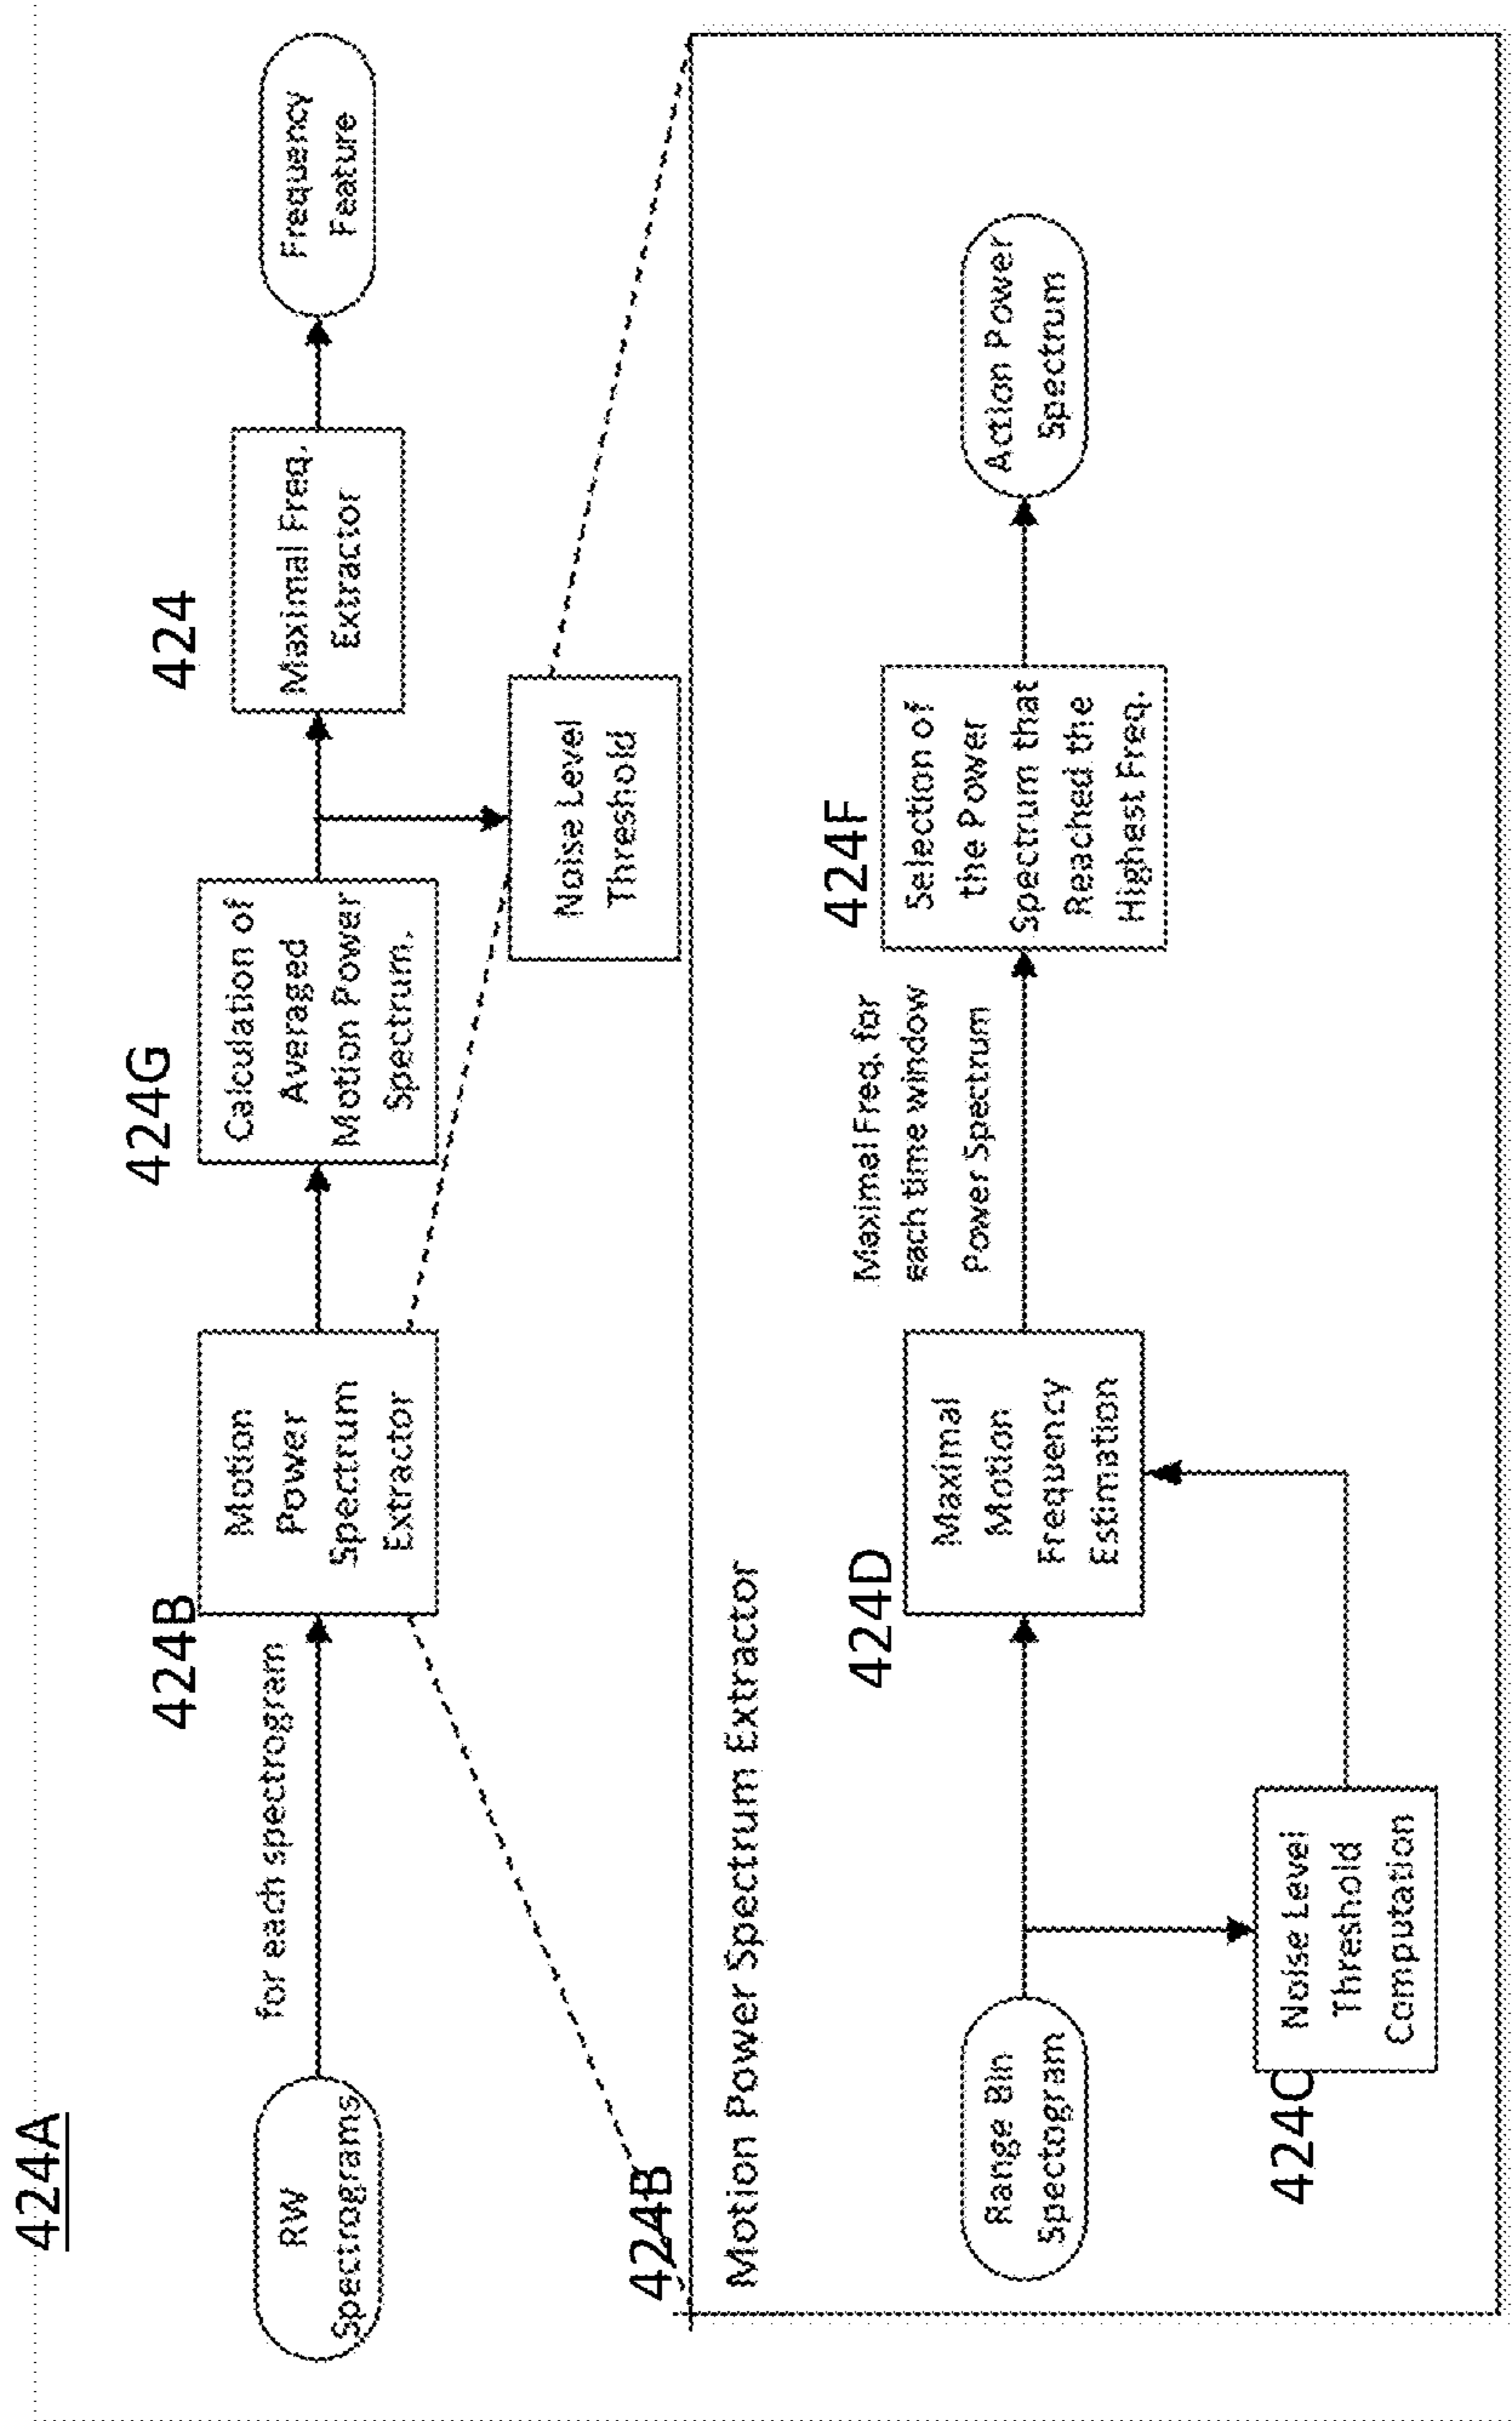 424A
RW
Spectrograms
for each spectrogram
424B
Motion
Power
Spectrum
Extractor
424G
Calculation of
Averaged
Motion Power
Spectrum.
424
Maximal Freq.
Extractor
Frequency
Feature
Noise Level
Threshold
424B
Motion Power Spectrum Extractor
Range Bin
Spectogram
424C
Noise Level
Threshold
Computation
424D
Maximal
Motion
Frequency
Estimation
Maximal Freq. for
each time window
Power Spectrum
424F
Selection of
the Power
Spectrum that
Reached the
Highest Freq.
Action Power
Spectrum